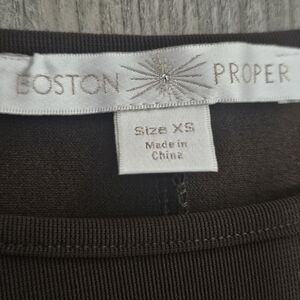 BOSTON PROPER
Size XS
Made in
China